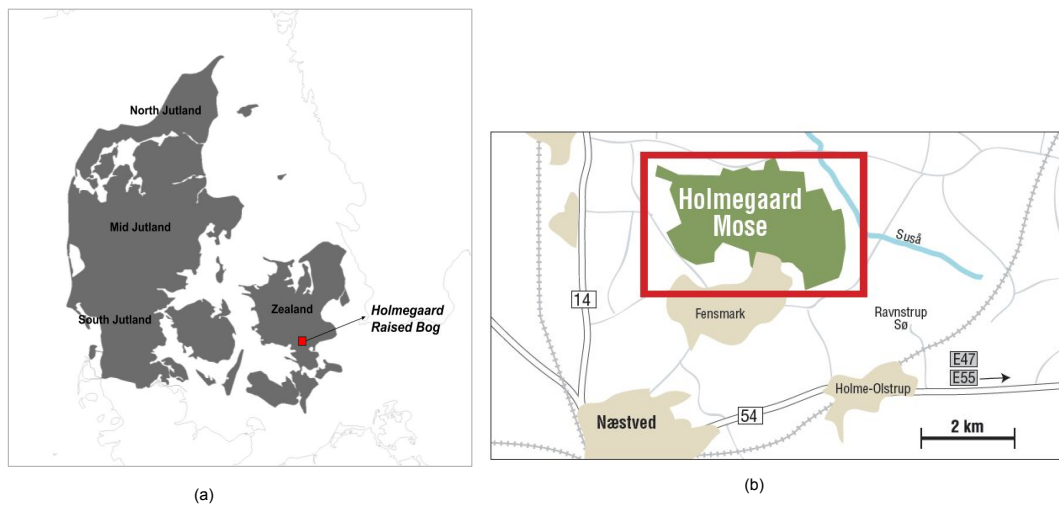 North Jutland
Mid Jutland
South Jutland
Zealand
Holmegaard
Raised Bog
(a)
Holmegaard
Mose
Suså
14
Fensmark
Ravnstrup
Sø
E47
E55
Holme-Olstrup
54
Næstved
2 km
(b)